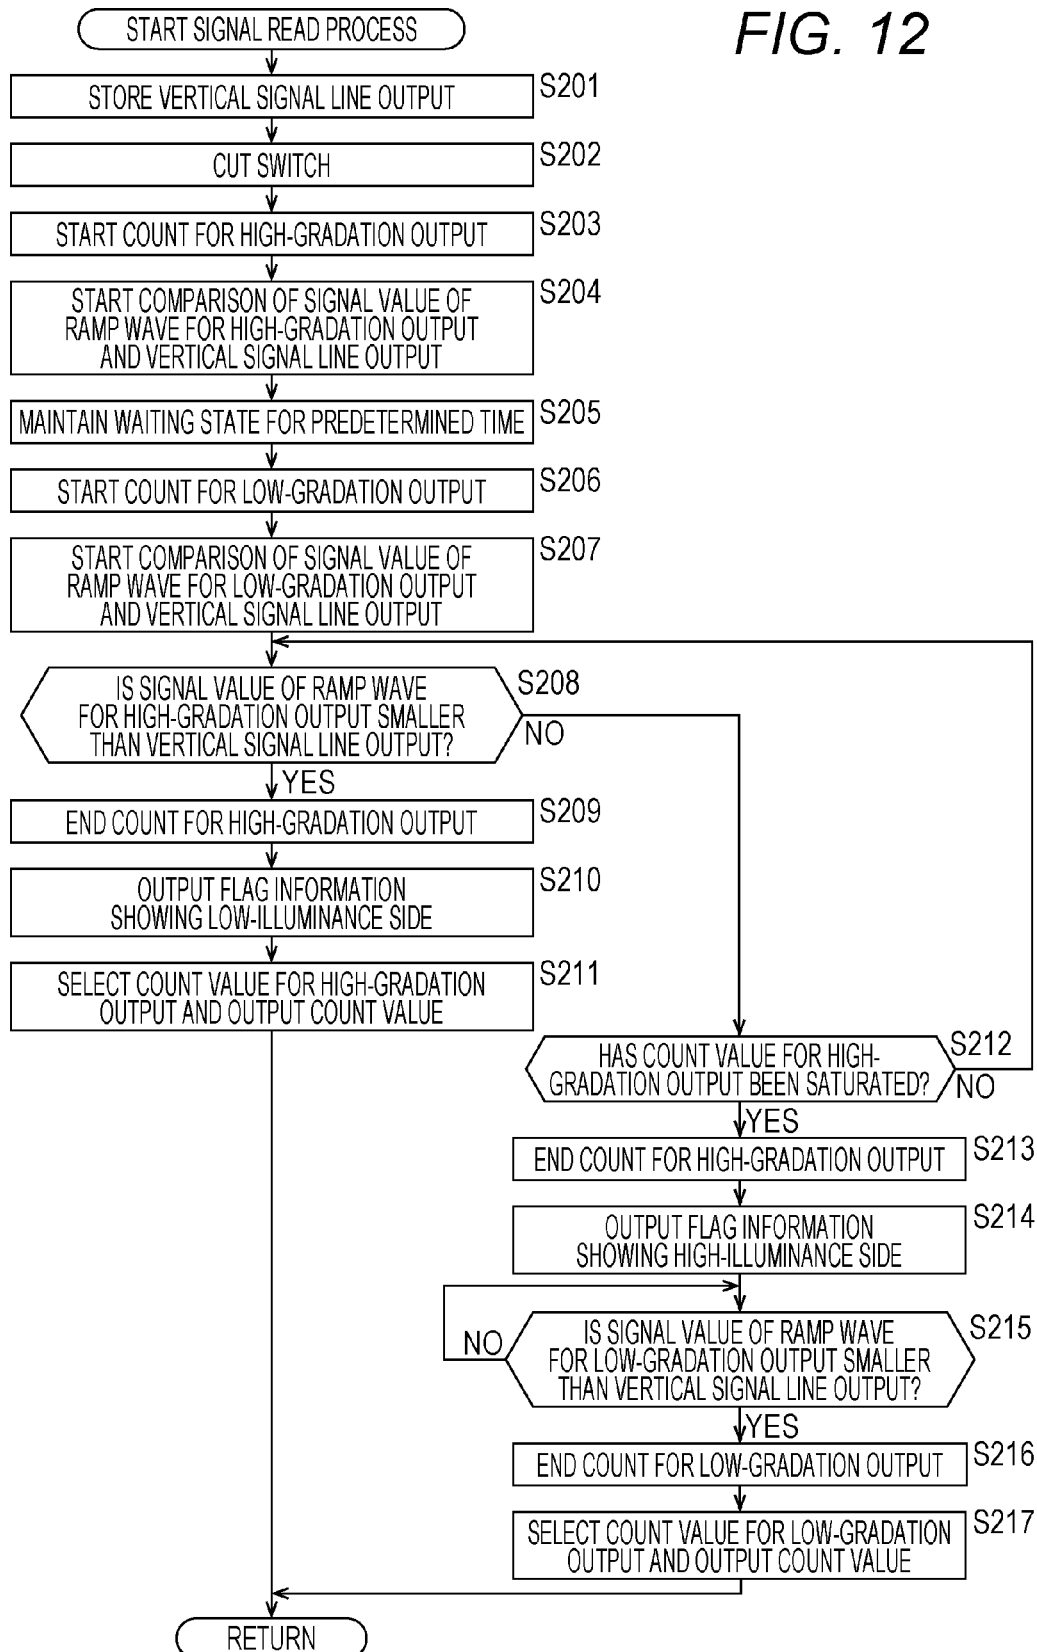 FIG. 12
START SIGNAL READ PROCESS
S201
STORE VERTICAL SIGNAL LINE OUTPUT
S202
CUT SWITCH
S203
START COUNT FOR HIGH-GRADATION OUTPUT
S204
START COMPARISON OF SIGNAL VALUE OF
RAMP WAVE FOR HIGH-GRADATION OUTPUT
AND VERTICAL SIGNAL LINE OUTPUT
S205
MAINTAIN WAITING STATE FOR PREDETERMINED TIME
S206
START COUNT FOR LOW-GRADATION OUTPUT
S207
START COMPARISON OF SIGNAL VALUE OF
RAMP WAVE FOR LOW-GRADATION OUTPUT
AND VERTICAL SIGNAL LINE OUTPUT
S208
IS SIGNAL VALUE OF RAMP WAVE
FOR HIGH-GRADATION OUTPUT SMALLER
THAN VERTICAL SIGNAL LINE OUTPUT?
NO
YES
S209
END COUNT FOR HIGH-GRADATION OUTPUT
S210
OUTPUT FLAG INFORMATION
SHOWING LOW-ILLUMINANCE SIDE
S211
SELECT COUNT VALUE FOR HIGH-GRADATION
OUTPUT AND OUTPUT COUNT VALUE
S212
HAS COUNT VALUE FOR HIGH-
GRADATION OUTPUT BEEN SATURATED?
NO
YES
S213
END COUNT FOR HIGH-GRADATION OUTPUT
S214
OUTPUT FLAG INFORMATION
SHOWING HIGH-ILLUMINANCE SIDE
S215
IS SIGNAL VALUE OF RAMP WAVE
FOR LOW-GRADATION OUTPUT SMALLER
THAN VERTICAL SIGNAL LINE OUTPUT?
NO
YES
S216
END COUNT FOR LOW-GRADATION OUTPUT
S217
SELECT COUNT VALUE FOR LOW-GRADATION
OUTPUT AND OUTPUT COUNT VALUE
RETURN